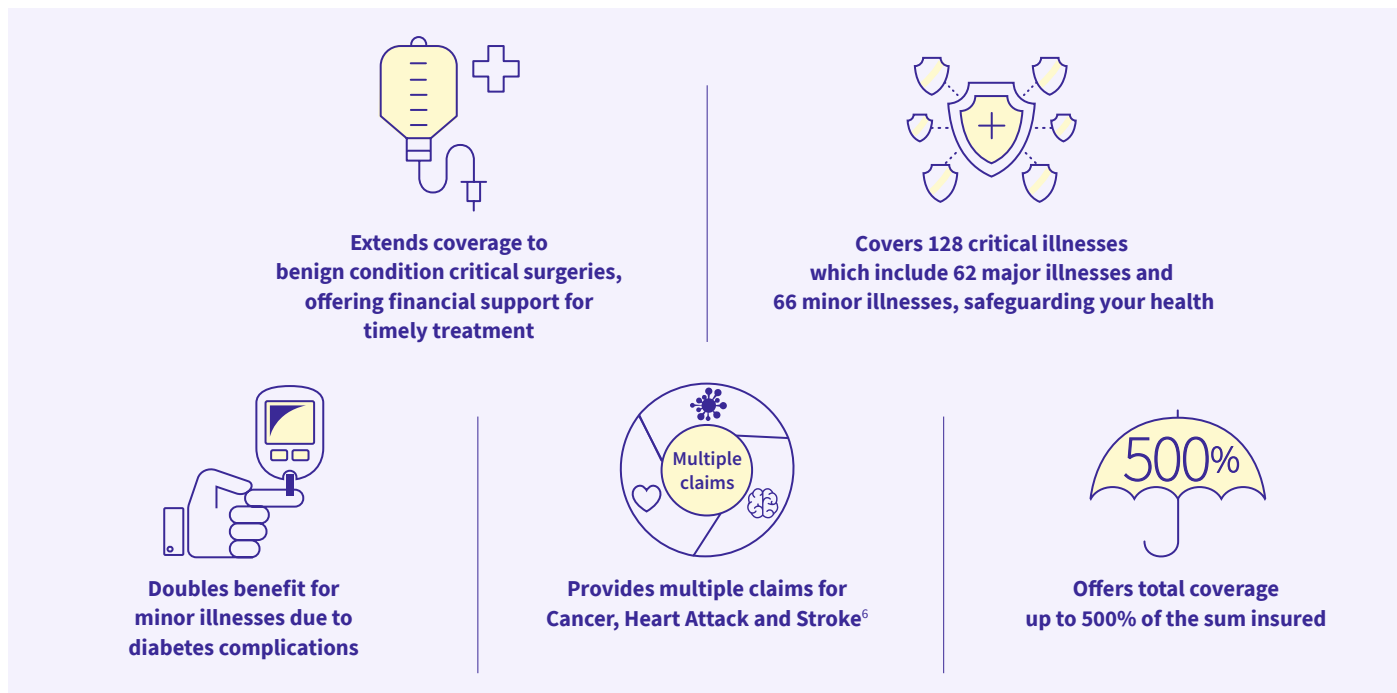 Extends coverage to
benign condition critical surgeries,
offering financial support for
timely treatment
Covers 128 critical illnesses
which include 62 major illnesses and
66 minor illnesses, safeguarding your health
Doubles benefit for
minor illnesses due to
diabetes complications
Multiple
claims
Provides multiple claims for
Cancer, Heart Attack and Stroke⁶
500%
Offers total coverage
up to 500% of the sum insured